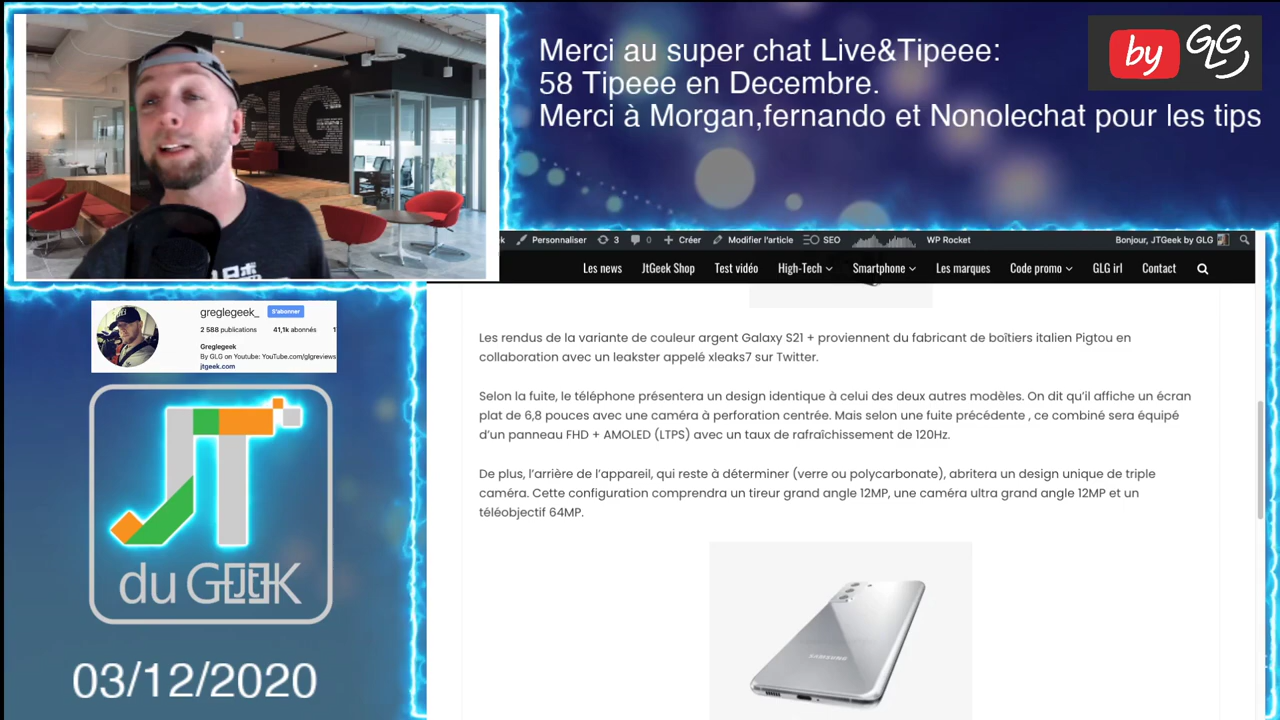 Merci au super chat Live&Tipeee:
58 Tipeee en Decembre.
Merci à Morgan,fernando et Nonolechat pour les tips
by GLG
GLG
Personnaliser 3 0 Créer Modifier l'article SEO WP Rocket Bonjour, JTGeek by GLG
Les news JtGeek Shop Test vidéo High-Tech Smartphone Les marques Code promo GLG irl Contact
greglegeek_ S'abonner
2 588 publications 41,1k abonnés
Greglegeek
By GLG on Youtube: YouTube.com/glgreviews
jtgeek.com
JT
du GEEK
03/12/2020
Les rendus de la variante de couleur argent Galaxy S21 + proviennent du fabricant de boîtiers italien Pigtou en
collaboration avec un leakster appelé xleaks7 sur Twitter.
Selon la fuite, le téléphone présentera un design identique à celui des deux autres modèles. On dit qu'il affiche un écran
plat de 6,8 pouces avec une caméra à perforation centrée. Mais selon une fuite précédente , ce combiné sera équipé
d'un panneau FHD + AMOLED (LTPS) avec un taux de rafraîchissement de 120Hz.
De plus, l'arrière de l'appareil, qui reste à déterminer (verre ou polycarbonate), abritera un design unique de triple
caméra. Cette configuration comprendra un tireur grand angle 12MP, une caméra ultra grand angle 12MP et un
téléobjectif 64MP.
SAMSUNG